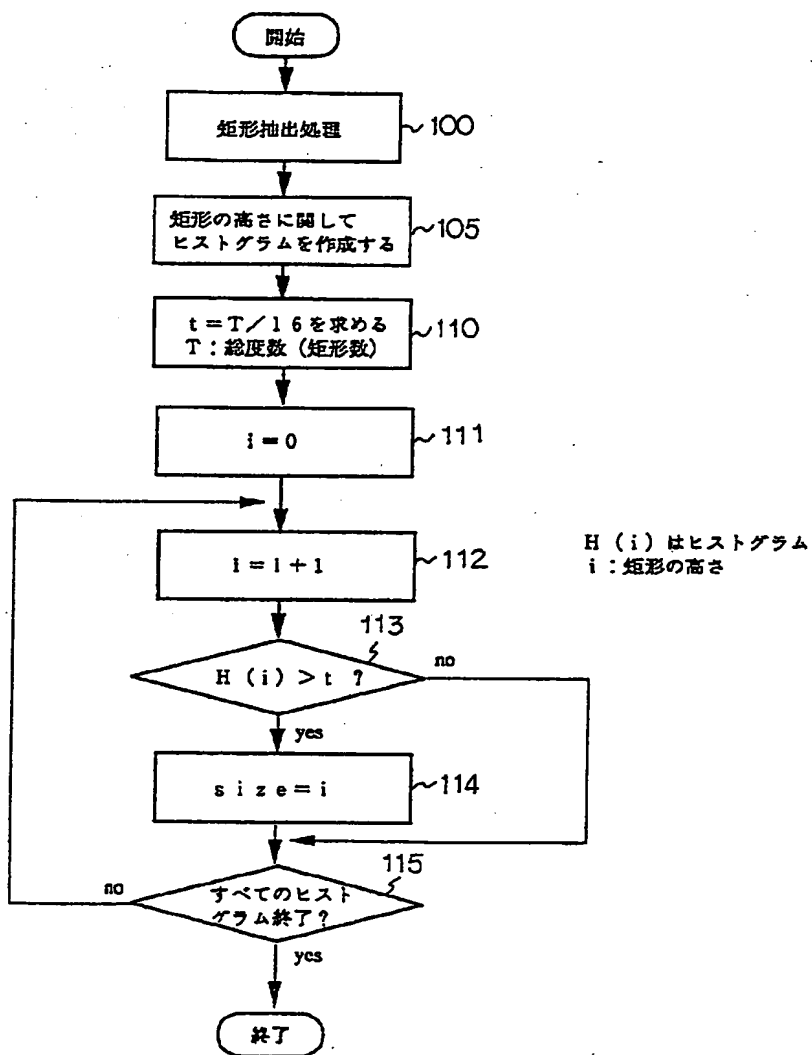 開始
矩形抽出処理
100
矩形の高さに関して
ヒストグラムを作成する
105
t=T/16を求める
T:総度数(矩形数)
110
i=0
111
i=i+1
112
H(i)はヒストグラム
i:矩形の高さ
113
H(i)>t ?
no
yes
size=i
114
115
no
すべてのヒスト
グラム終了?
yes
終了